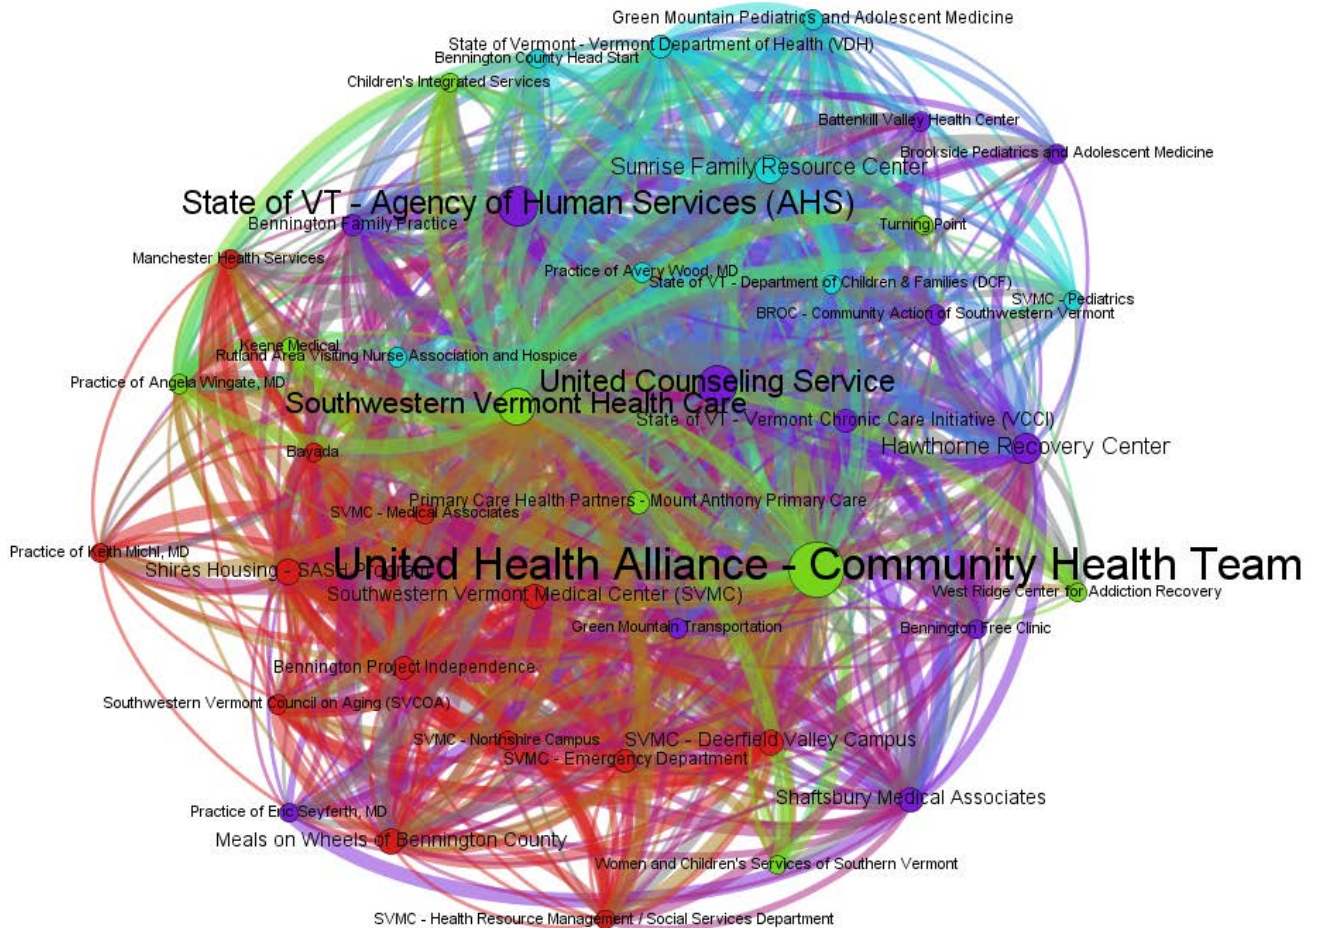 Green Mountain Pediatrics and Adolescent Medicine
State of Vermont - Vermont Department of Health (VDH)
Bennington County Head Start
Children's Integrated Services
Battenkill Valley Health Center
Brookside Pediatrics and Adolescent Medicine
Sunrise Family Resource Center
State of VT - Agency of Human Services (AHS)
Bennington Family Practice
Turning Point
Manchester Health Services
Practice of Avery Wood, MD
State of VT - Department of Children & Families (DCF)
SVMC - Pediatrics
BROC - Community Action of Southwestern Vermont
Keene Medical
Rutland Area Visiting Nurse Association and Hospice
Practice of Angela Wingate, MD
United Counseling Service
Southwestern Vermont Health Care
State of VT - Vermont Chronic Care Initiative (VCCI)
Hawthorne Recovery Center
Bayada
Primary Care Health Partners - Mount Anthony Primary Care
SVMC - Medical Associates
Practice of Keith Michl, MD
Shires Housing - SASH Program
United Health Alliance - Community Health Team
Southwestern Vermont Medical Center (SVMC)
West Ridge Center for Addiction Recovery
Green Mountain Transportation
Bennington Free Clinic
Bennington Project Independence
Southwestern Vermont Council on Aging (SVCOA)
SVMC - Northshire Campus
SVMC - Deerfield Valley Campus
SVMC - Emergency Department
Shaftsbury Medical Associates
Practice of Eric Seyferth, MD
Meals on Wheels of Bennington County
Women and Children's Services of Southern Vermont
SVMC - Health Resource Management / Social Services Department